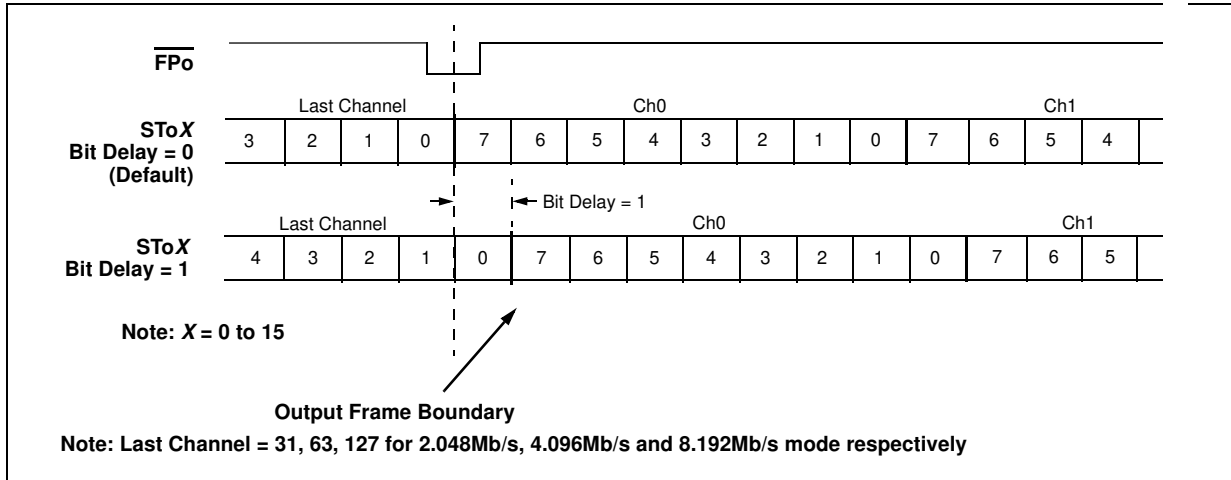 FPo
Last Channel Ch0 Ch1
SToX
Bit Delay = 0
(Default)
3 2 1 0 7 6 5 4 3 2 1 0 7 6 5 4
Bit Delay = 1
Last Channel Ch0 Ch1
SToX
Bit Delay = 1
4 3 2 1 0 7 6 5 4 3 2 1 0 7 6 5
Note: X = 0 to 15
Output Frame Boundary
Note: Last Channel = 31, 63, 127 for 2.048Mb/s, 4.096Mb/s and 8.192Mb/s mode respectively